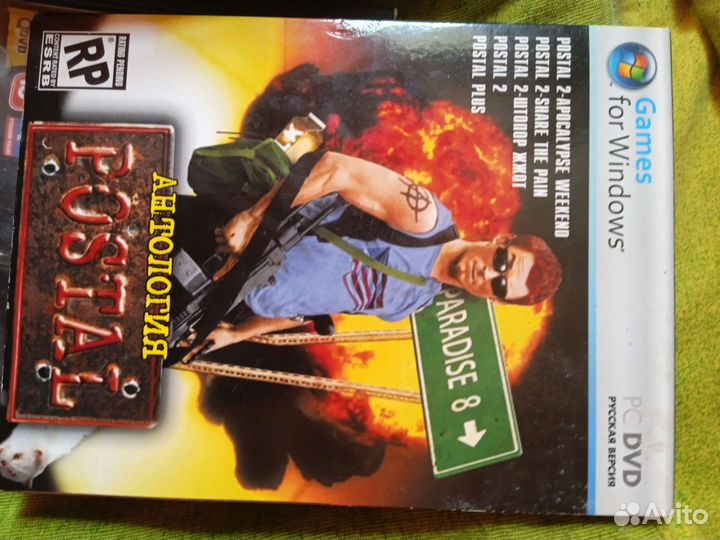 Games
for Windows®
PC DVD
РУССКАЯ ВЕРСИЯ
POSTAL 2-APOCALYPSE WEEKEND
POSTAL 2-SHARE THE PAIN
POSTAL 2-ШТОПОР ЖЖОТ
POSTAL 2
POSTAL PLUS
PARADISE 8
АНТОЛОГИЯ
POSTAL
RATING PENDING
RP
CONTENT RATED BY
ESRB
DVD
Avito